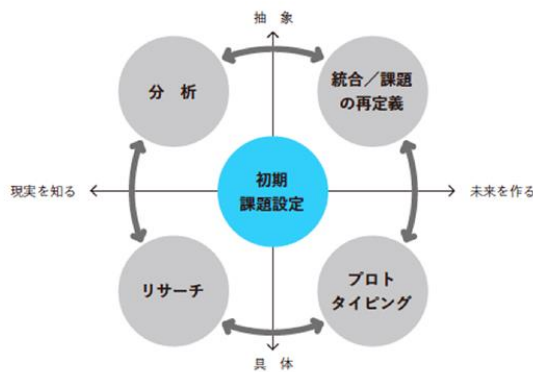 抽 象
分 析
統合／課題
の再定義
現実を知る
初期
課題設定
未来を作る
リサーチ
プロト
タイピング
具 体